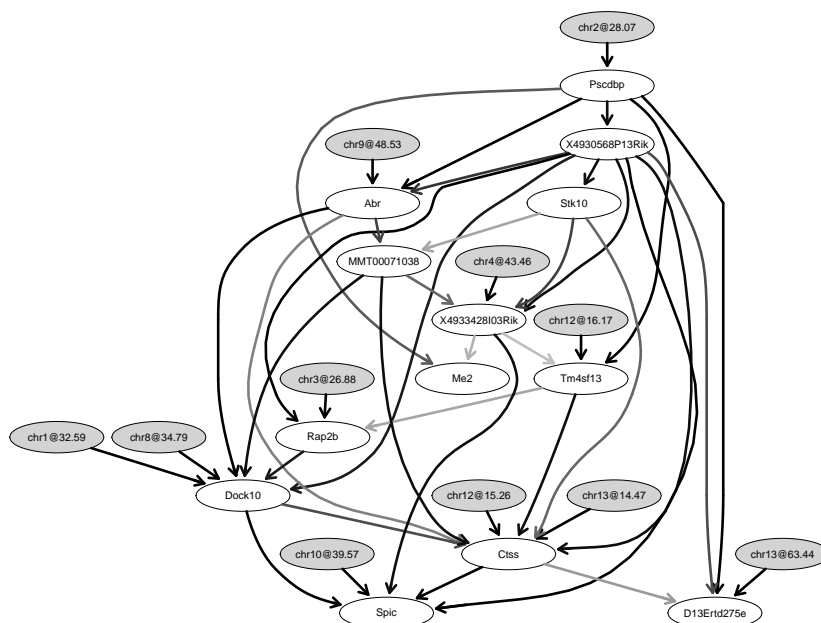 chr2@28.07
Pscdbp
chr9@48.53
X4930568P13Rik
Abr
Stk10
MMT00071038
chr4@43.46
X4933428I03Rik
chr12@16.17
chr3@26.88
Me2
Tm4sf13
chr1@32.59
chr8@34.79
Rap2b
Dock10
chr12@15.26
chr13@14.47
chr10@39.57
Ctss
chr13@63.44
Spic
D13Ertd275e